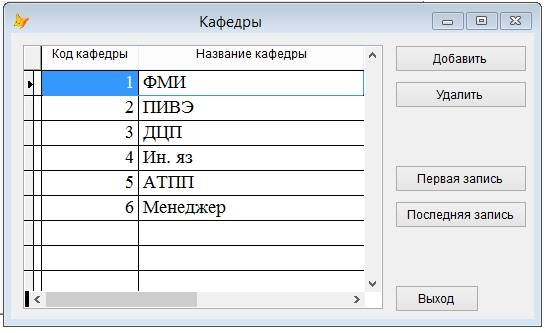 Кафедры
Код кафедры Название кафедры
1 ФМИ
2 ПИВЭ
3 ДЦП
4 Ин. яз
5 АТПП
6 Менеджер
Добавить
Удалить
Первая запись
Последняя запись
Выход